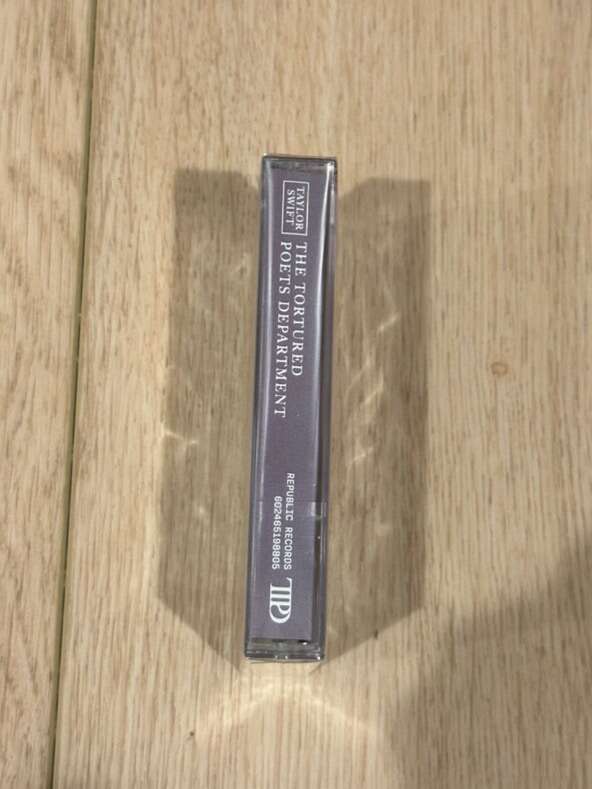 TAYLOR
SWIFT
THE TORTURED
POETS DEPARTMENT
REPUBLIC RECORDS
602465198805
TTPD